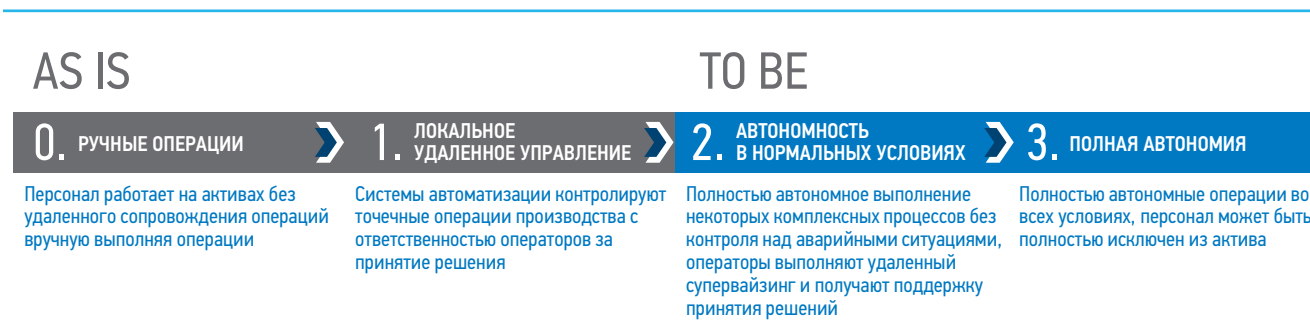 AS IS
TO BE
0. РУЧНЫЕ ОПЕРАЦИИ
1. ЛОКАЛЬНОЕ
УДАЛЕННОЕ УПРАВЛЕНИЕ
2. АВТОНОМНОСТЬ
В НОРМАЛЬНЫХ УСЛОВИЯХ
3. ПОЛНАЯ АВТОНОМИЯ
Персонал работает на активах без
удаленного сопровождения операций
вручную выполняя операции
Системы автоматизации контролируют
точечные операции производства с
ответственностью операторов за
принятие решения
Полностью автономное выполнение
некоторых комплексных процессов без
контроля над аварийными ситуациями,
операторы выполняют удаленный
супервайзинг и получают поддержку
принятия решений
Полностью автономные операции во
всех условиях, персонал может быть
полностью исключен из актива